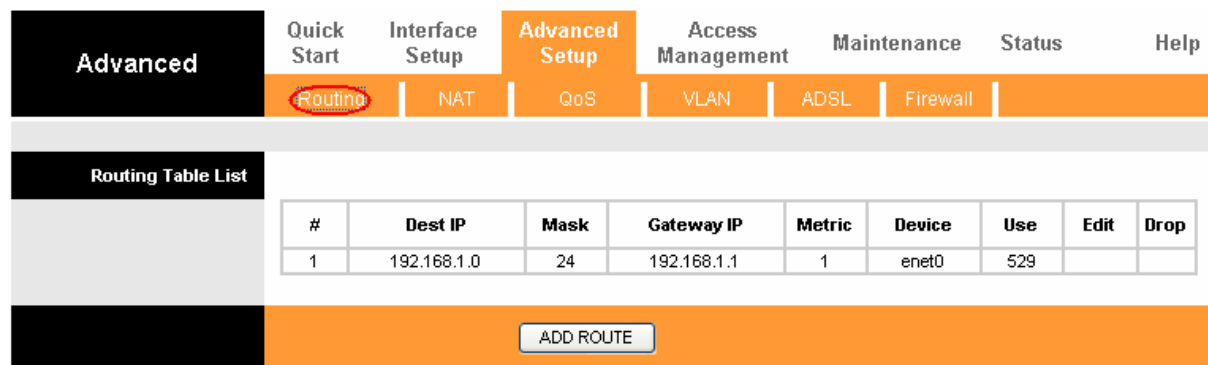 Advanced
Quick Start
Interface Setup
Advanced Setup
Access Management
Maintenance
Status
Help
Routing
NAT
QoS
VLAN
ADSL
Firewall
Routing Table List
# Dest IP Mask Gateway IP Metric Device Use Edit Drop
1 192.168.1.0 24 192.168.1.1 1 enet0 529
ADD ROUTE